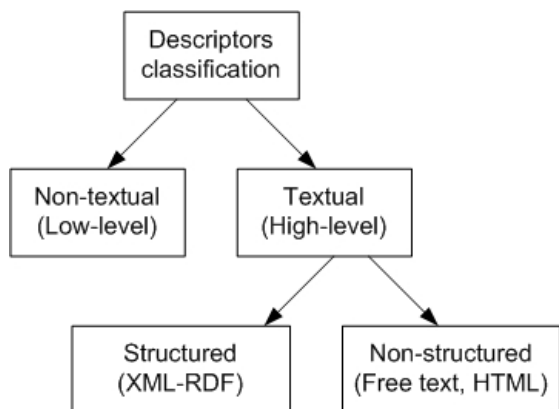 Descriptors
classification
Non-textual
(Low-level)
Textual
(High-level)
Structured
(XML-RDF)
Non-structured
(Free text, HTML)